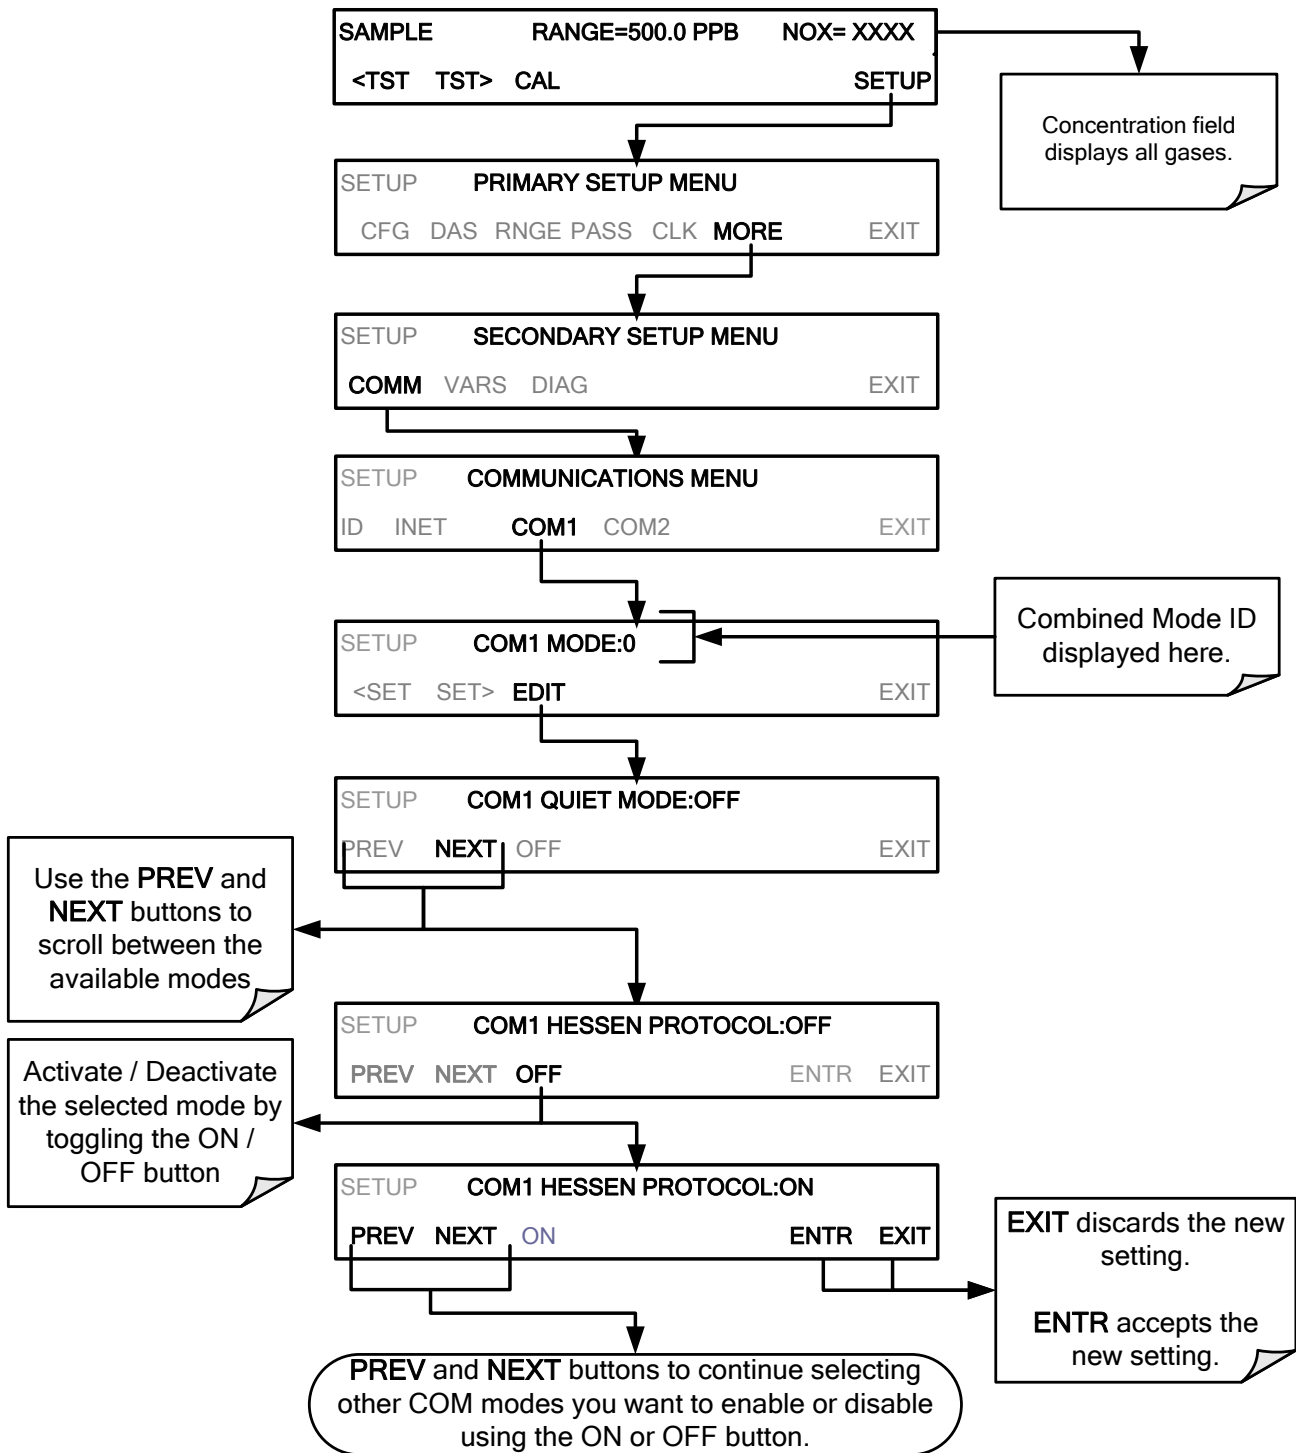 SAMPLE RANGE=500.0 PPB NOX= XXXX
<TST TST> CAL SETUP
Concentration field
displays all gases.
SETUP PRIMARY SETUP MENU
CFG DAS RNGE PASS CLK MORE EXIT
SETUP SECONDARY SETUP MENU
COMM VARS DIAG EXIT
SETUP COMMUNICATIONS MENU
ID INET COM1 COM2 EXIT
SETUP COM1 MODE:0
<SET SET> EDIT EXIT
Combined Mode ID
displayed here.
SETUP COM1 QUIET MODE:OFF
PREV NEXT OFF EXIT
Use the PREV and
NEXT buttons to
scroll between the
available modes
SETUP COM1 HESSEN PROTOCOL:OFF
PREV NEXT OFF ENTR EXIT
Activate / Deactivate
the selected mode by
toggling the ON /
OFF button
SETUP COM1 HESSEN PROTOCOL:ON
PREV NEXT ON ENTR EXIT
EXIT discards the new
setting.
ENTR accepts the
new setting.
PREV and NEXT buttons to continue selecting
other COM modes you want to enable or disable
using the ON or OFF button.